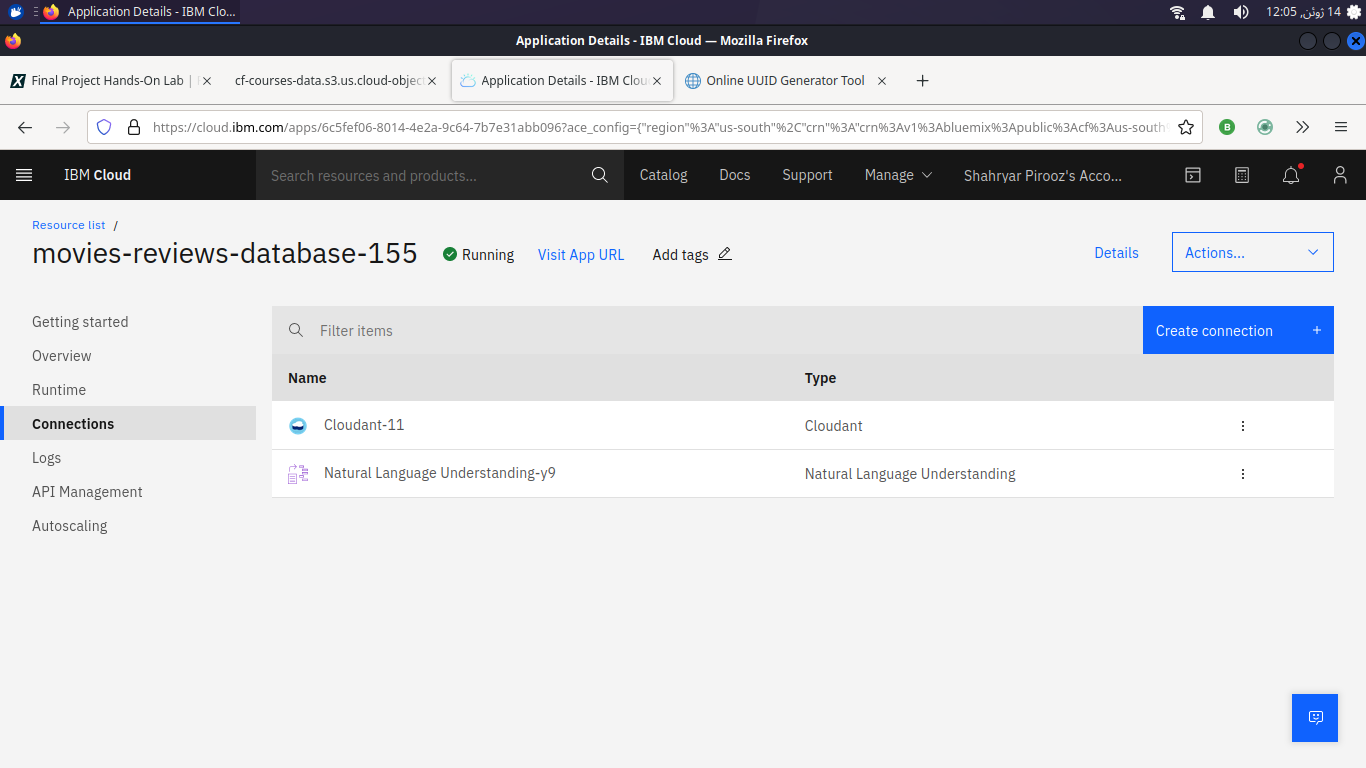 Application Details - IBM Clo...
14 ژوئن, 12:05
Application Details - IBM Cloud — Mozilla Firefox
Final Project Hands-On Lab |
cf-courses-data.s3.us.cloud-objec
Application Details - IBM Clou
Online UUID Generator Tool
https://cloud.ibm.com/apps/6c5fef06-8014-4e2a-9c64-7b7e31abb096?ace_config={"region"%3A"us-south"%2C"crn"%3A"crn%3Av1%3Abluemix%3Apublic%3Acf%3Aus-south
B
IBM Cloud
Search resources and products...
Catalog
Docs
Support
Manage
Shahryar Pirooz's Acco...
Resource list /
movies-reviews-database-155
Running
Visit App URL
Add tags
Details
Actions...
Getting started
Overview
Runtime
Connections
Logs
API Management
Autoscaling
Filter items
Create connection +
Name Type
Cloudant-11 Cloudant
Natural Language Understanding-y9 Natural Language Understanding